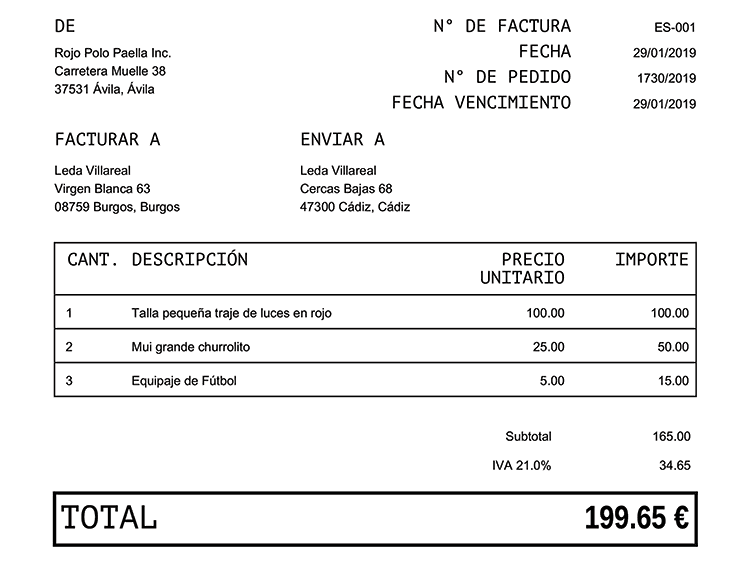 DE
Rojo Polo Paella Inc.
Carretera Muelle 38
37531 Ávila, Ávila
N° DE FACTURA ES-001
FECHA 29/01/2019
N° DE PEDIDO 1730/2019
FECHA VENCIMIENTO 29/01/2019
FACTURAR A
Leda Villareal
Virgen Blanca 63
08759 Burgos, Burgos
ENVIAR A
Leda Villareal
Cercas Bajas 68
47300 Cádiz, Cádiz
CANT. DESCRIPCIÓN PRECIO UNITARIO IMPORTE
1 Talla pequeña traje de luces en rojo 100.00 100.00
2 Mui grande churrolito 25.00 50.00
3 Equipaje de Fútbol 5.00 15.00
Subtotal 165.00
IVA 21.0% 34.65
TOTAL 199.65 €